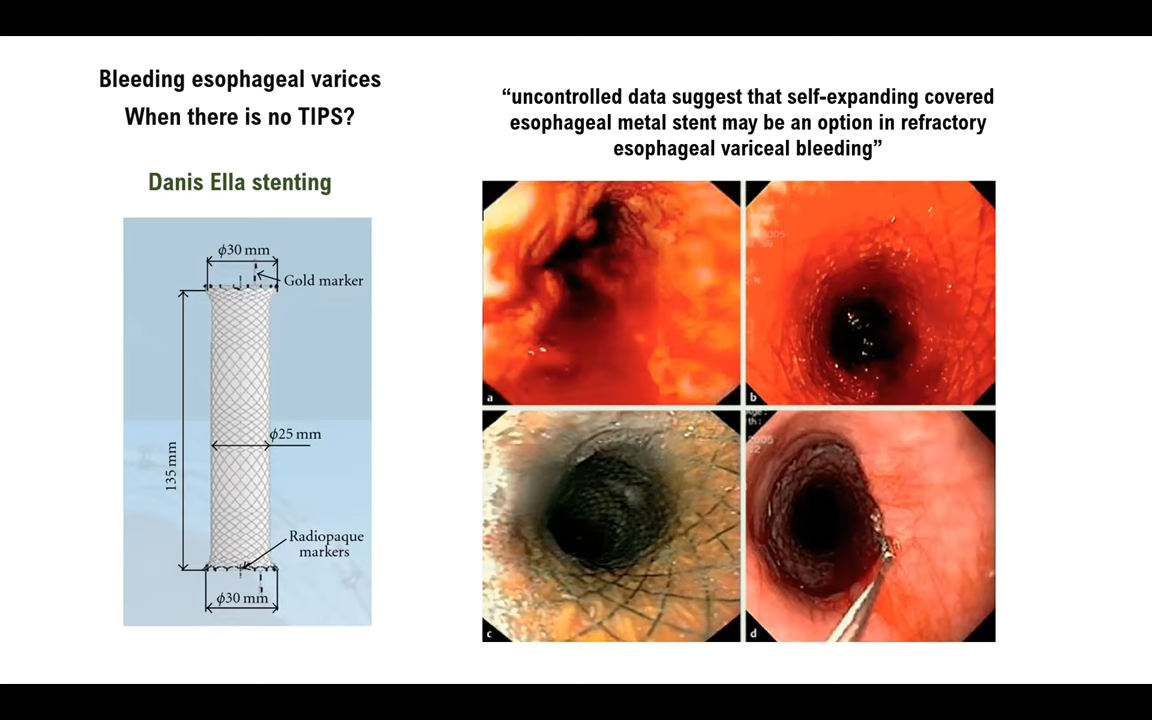 Bleeding esophageal varices
When there is no TIPS?
Danis Ella stenting
ϕ30 mm
Gold marker
ϕ25 mm
135 mm
Radiopaque
markers
ϕ30 mm
“uncontrolled data suggest that self-expanding covered
esophageal metal stent may be an option in refractory
esophageal variceal bleeding”
a
b
c
d